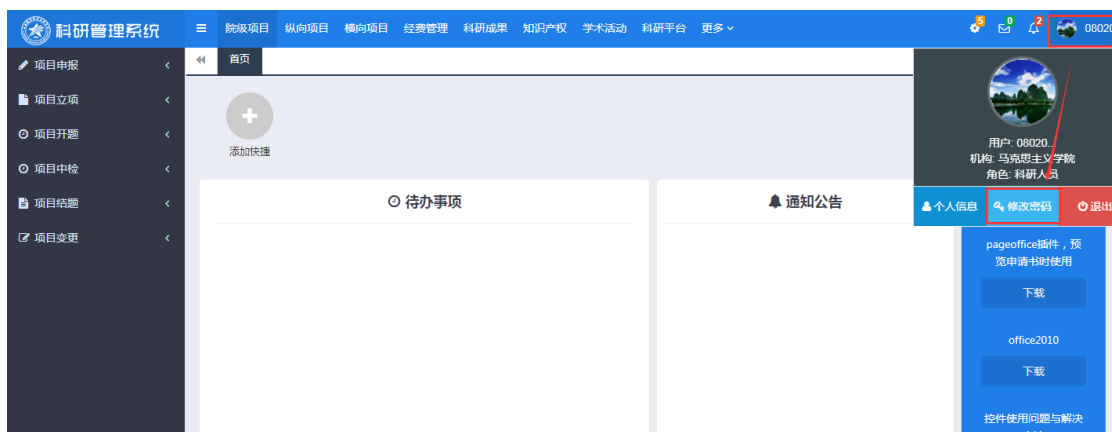 科研管理系统
院级项目 纵向项目 横向项目 经费管理 科研成果 知识产权 学术活动 科研平台 更多
5 0 2 08020
项目申报
项目立项
项目开题
项目中检
项目结题
项目变更
首页
添加快捷
待办事项
通知公告
用户: 08020...
机构: 马克思主义学院
角色: 科研人员
个人信息 修改密码 退出
pageoffice插件，预
览申请书时使用
下载
office2010
下载
控件使用问题与解决